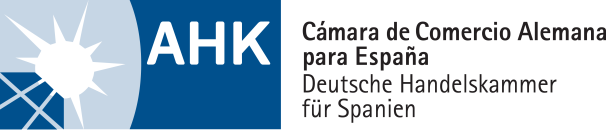 AHK
Cámara de Comercio Alemana
para España
Deutsche Handelskammer
für Spanien